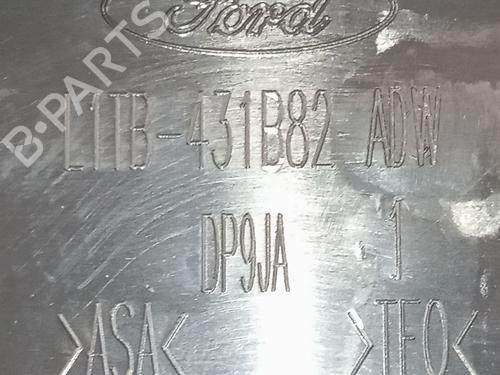 Ford
L1TB-431B82 ADW
DP9JA 1
>ASA< >TEO<
B-PARTS